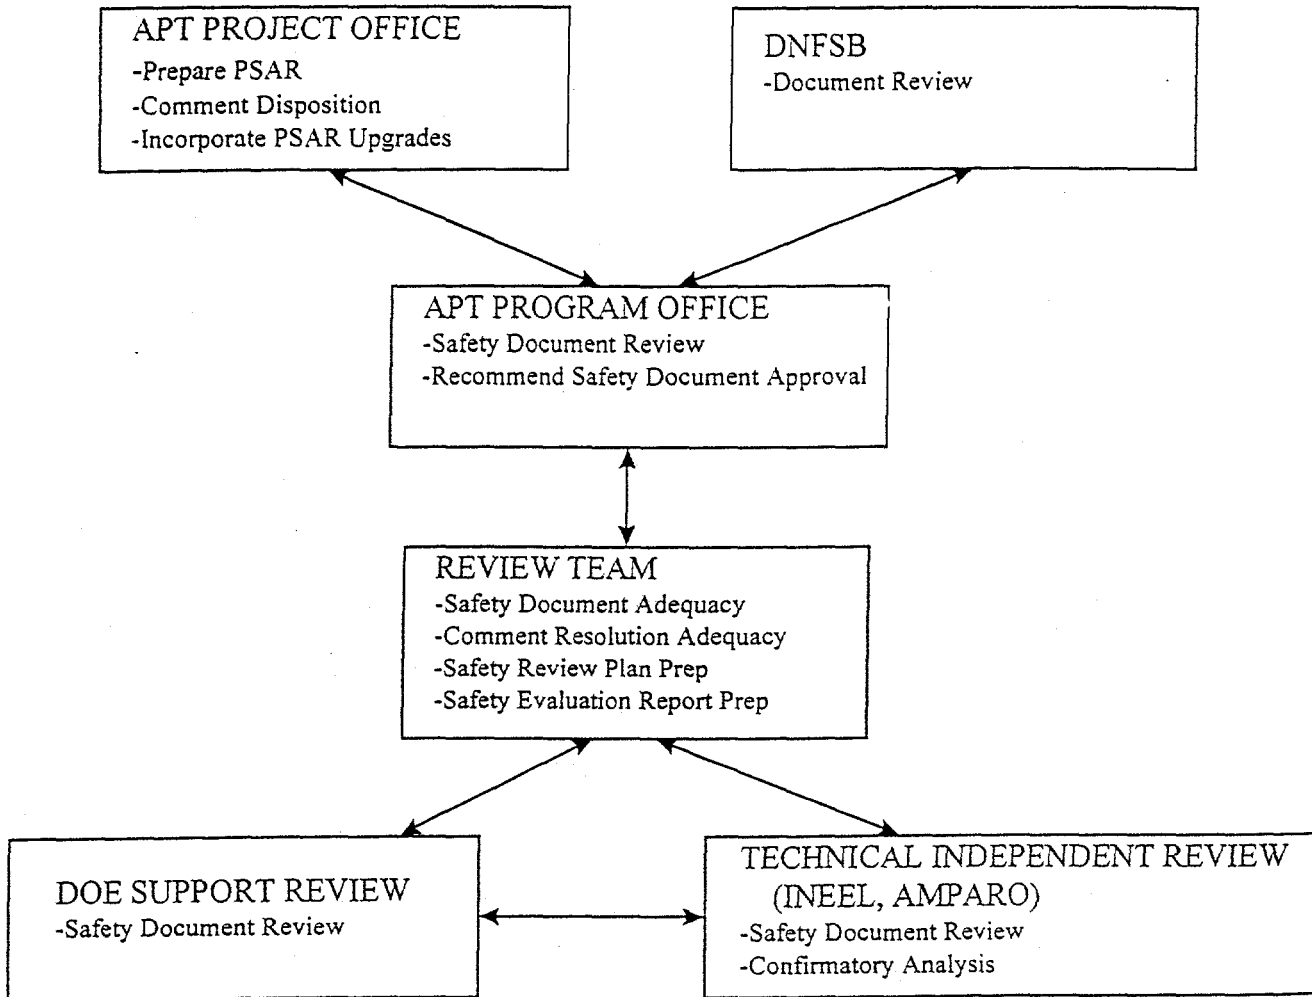 APT PROJECT OFFICE
-Prepare PSAR
-Comment Disposition
-Incorporate PSAR Upgrades
DNFSB
-Document Review
APT PROGRAM OFFICE
-Safety Document Review
-Recommend Safety Document Approval
REVIEW TEAM
-Safety Document Adequacy
-Comment Resolution Adequacy
-Safety Review Plan Prep
-Safety Evaluation Report Prep
DOE SUPPORT REVIEW
-Safety Document Review
TECHNICAL INDEPENDENT REVIEW
(INEEL, AMPARO)
-Safety Document Review
-Confirmatory Analysis